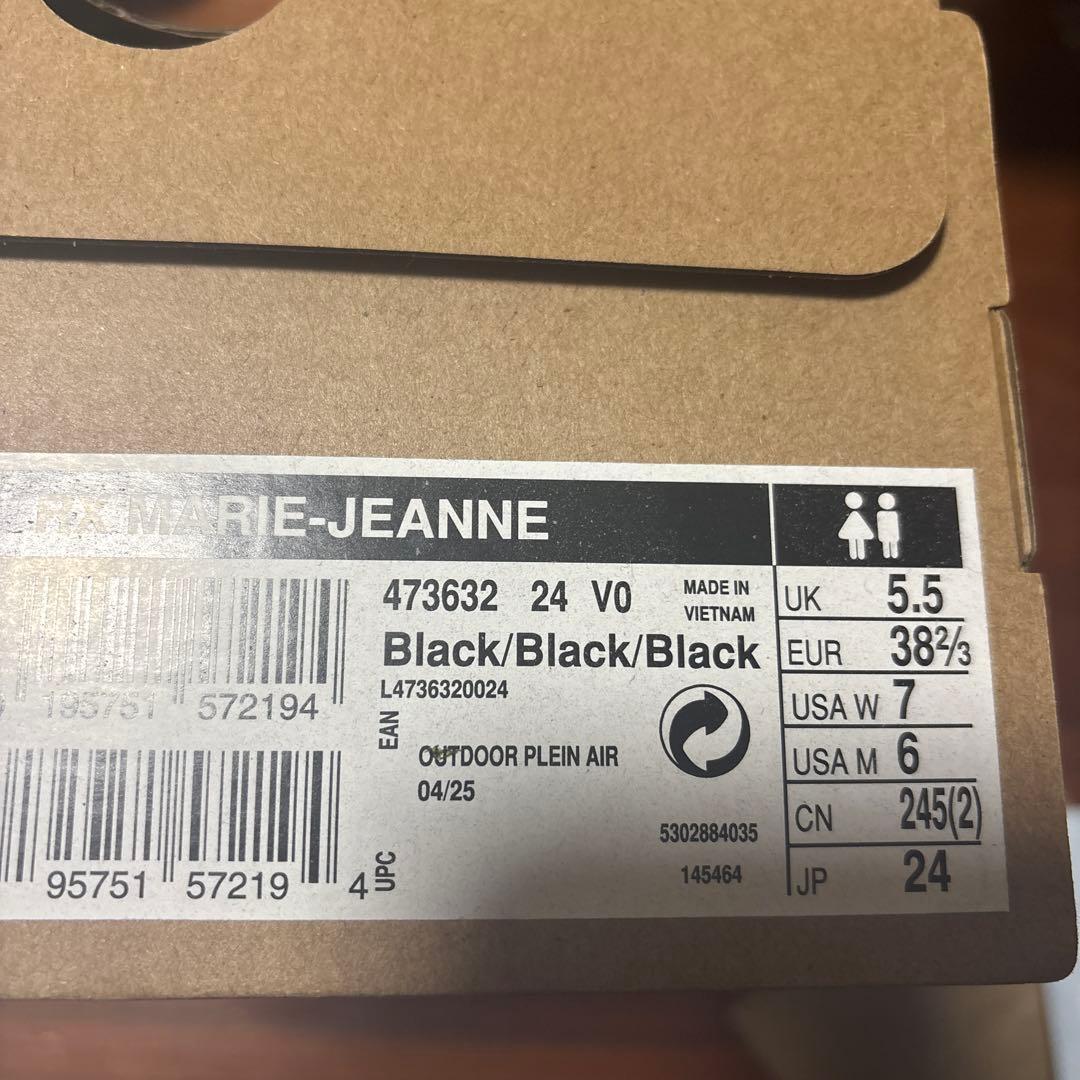 RX MARIE-JEANNE
473632 24 V0
MADE IN
VIETNAM
Black/Black/Black
L4736320024
195751 572194
EAN
OUTDOOR PLEIN AIR
04/25
5302884035
145464
95751 57219 4
UPC
UK 5.5
EUR 38⅔
USA W 7
USA M 6
CN 245(2)
JP 24